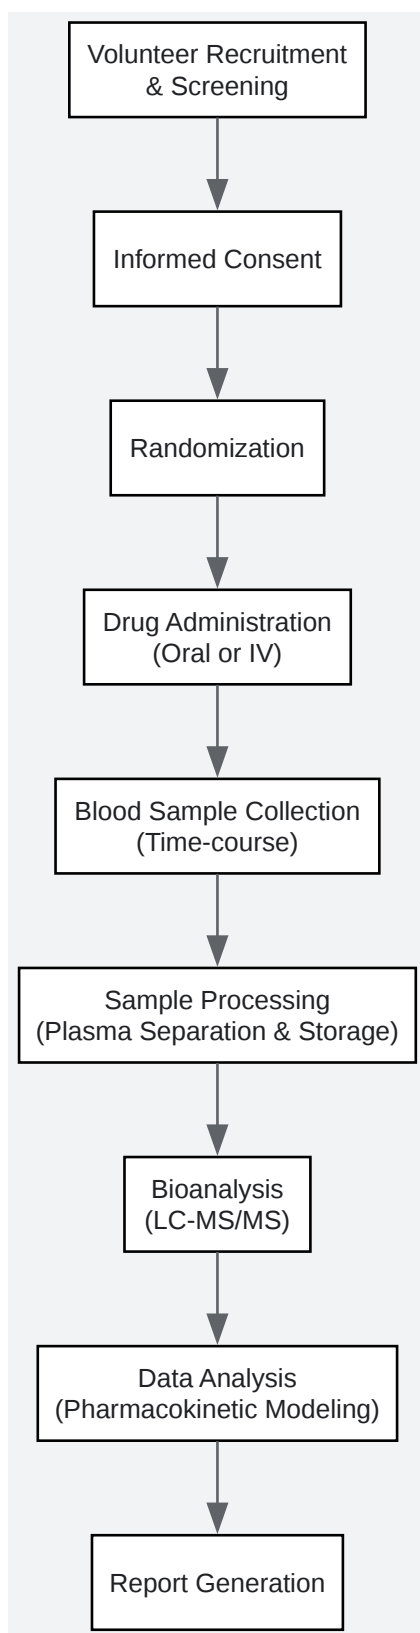 Volunteer Recruitment
& Screening
Informed Consent
Randomization
Drug Administration
(Oral or IV)
Blood Sample Collection
(Time-course)
Sample Processing
(Plasma Separation & Storage)
Bioanalysis
(LC-MS/MS)
Data Analysis
(Pharmacokinetic Modeling)
Report Generation